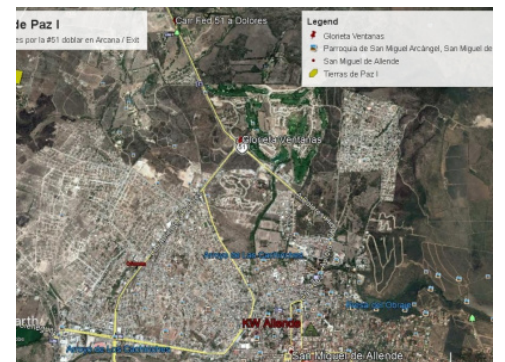 de Paz I
es por la #51 doblar en Arcana / Exit
Carr. Fed 51 a Dolores
Legend
Glorieta Ventanas
Parroquia de San Miguel Arcángel, San Miguel de
San Miguel de Allende
Tierras de Paz I
Glorieta Ventanas
51
KW Allende
San Miguel de Allende